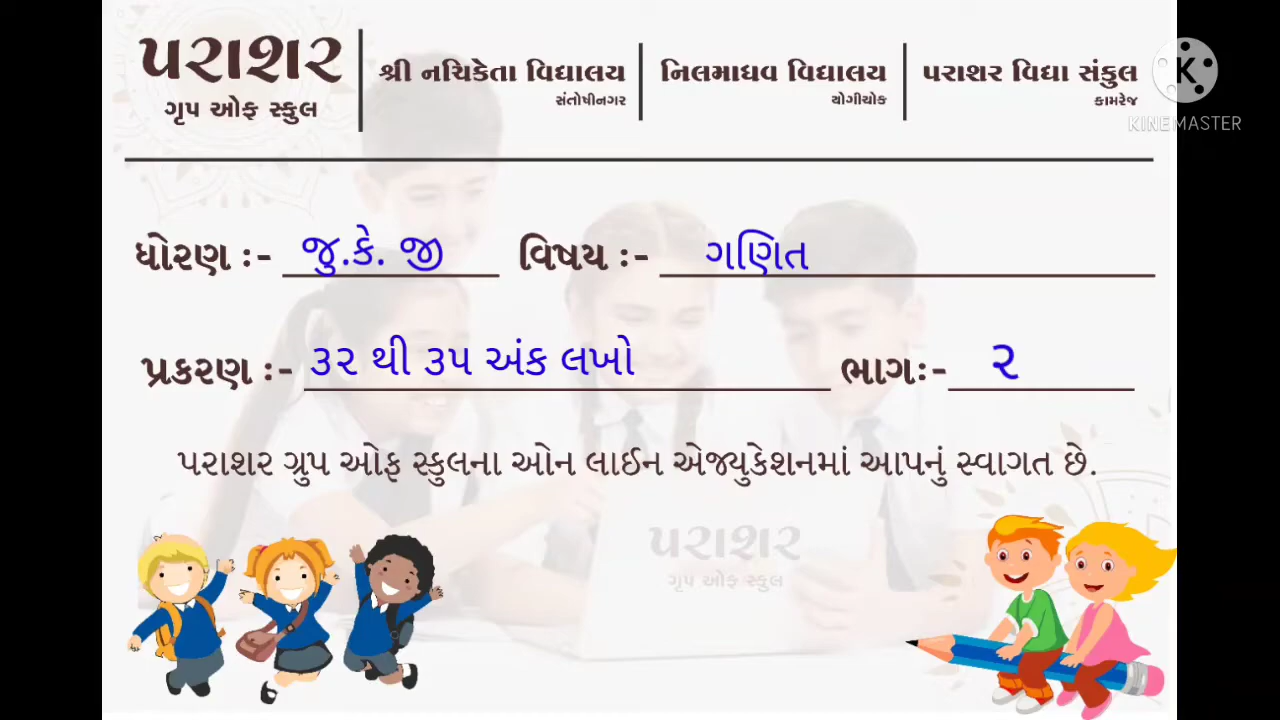 પરાશર
ગૃપ ઓફ સ્કુલ
શ્રી નચિકેતા વિદ્યાલય
સંતોષીનગર
નિલમાધવ વિદ્યાલય
યોગીચોક
પરાશર વિદ્યા સંકુલ
કામરેજ
K
KINEMASTER
ધોરણ :- જુ.કે. જી વિષય :- ગણિત
પ્રકરણ :- ૩૨ થી ૩૫ અંક લખો ભાગઃ- ૨
પરાશર ગ્રુપ ઓફ સ્કુલના ઓન લાઈન એજ્યુકેશનમાં આપનું સ્વાગત છે.
પરાશર
ગૃપ ઓફ સ્કુલ